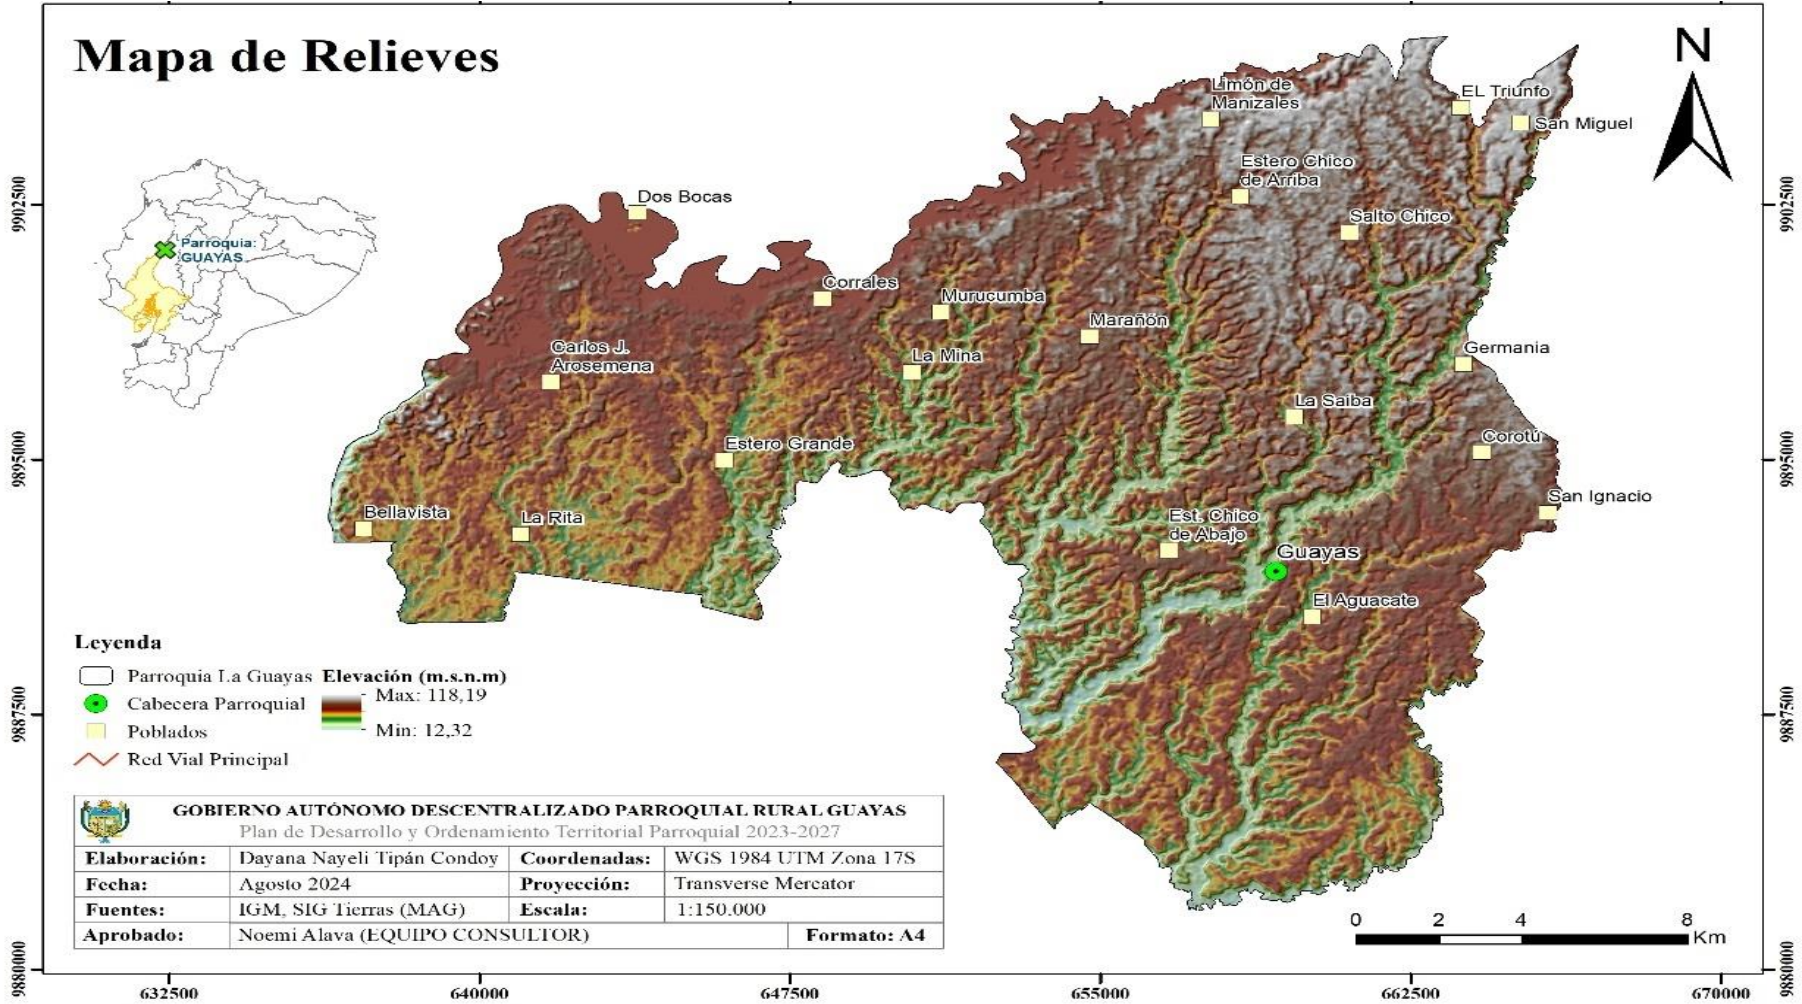 Mapa de Relieves
N
Limón de
Manizales
EL Triunfo
San Miguel
Estero Chico
de Arriba
Dos Bocas
Salto Chico
Parroquia:
GUAYAS
Corrales
Murucumba
Marañón
Carlos J.
Arosemena
La Mina
Germania
La Saiba
Estero Grande
Corotú
San Ignacio
Bellavista
La Rita
Est. Chico
de Abajo
Guayas
El Aguacate
Leyenda
Parroquia La Guayas
Cabecera Parroquial
Poblados
Red Vial Principal
Elevación (m.s.n.m)
Max: 118,19
Min: 12,32
GOBIERNO AUTÓNOMO DESCENTRALIZADO PARROQUIAL RURAL GUAYAS
Plan de Desarrollo y Ordenamiento Territorial Parroquial 2023-2027
Elaboración: Dayana Nayeli Tipán Condoy Coordenadas: WGS 1984 UTM Zona 17S
Fecha: Agosto 2024 Proyección: Transverse Mercator
Fuentes: IGM, SIG Tierras (MAG) Escala: 1:150.000
Aprobado: Noemi Alava (EQUIPO CONSULTOR) Formato: A4
0 2 4 8
Km
9902500
9895000
9887500
9880000
9902500
9895000
9887500
9880000
632500 640000 647500 655000 662500 670000